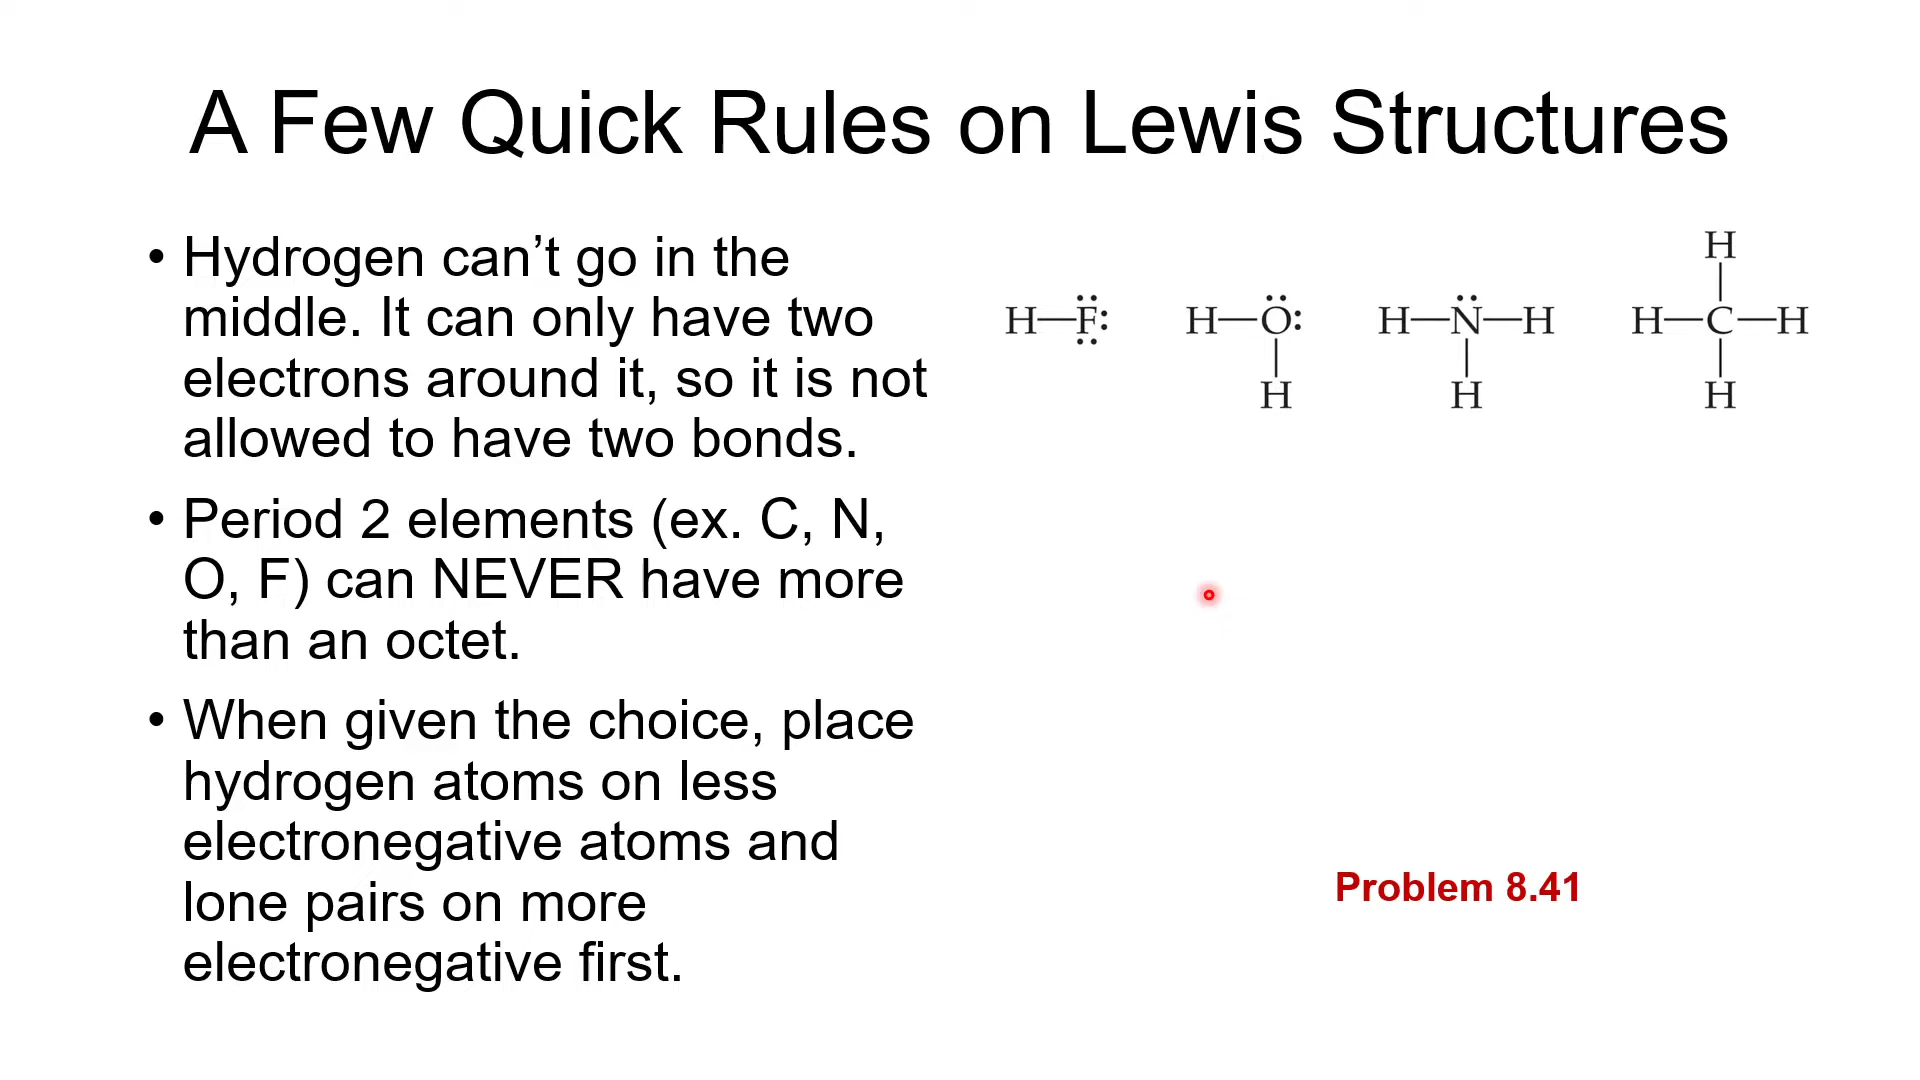 A Few Quick Rules on Lewis Structures
• Hydrogen can’t go in the
middle. It can only have two
electrons around it, so it is not
allowed to have two bonds.
• Period 2 elements (ex. C, N,
O, F) can NEVER have more
than an octet.
• When given the choice, place
hydrogen atoms on less
electronegative atoms and
lone pairs on more
electronegative first.
H
H—F: H—O: H—N—H H—C—H
H H H
Problem 8.41